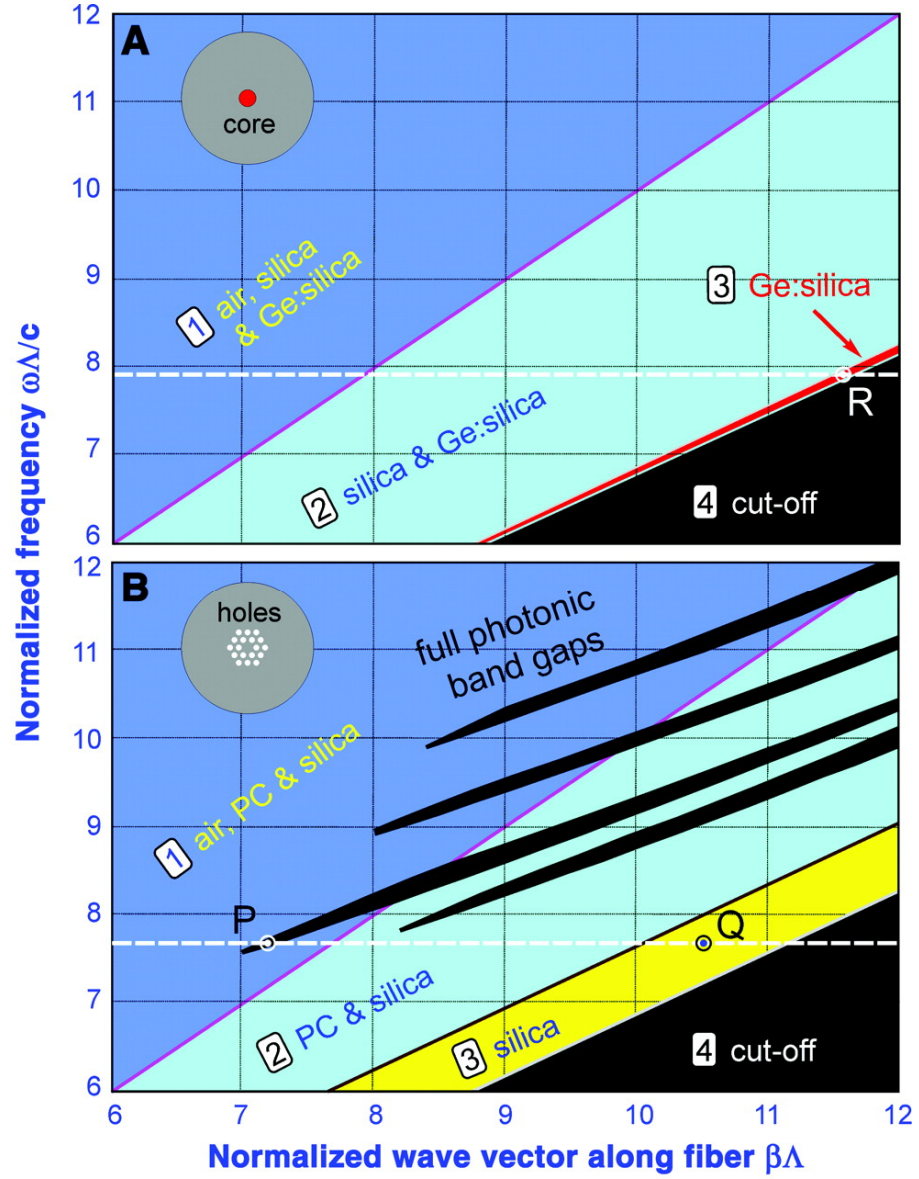 A
core
1 air, silica
& Ge:silica
3 Ge:silica
R
2 silica & Ge:silica
4 cut-off
12
11
10
9
8
7
6
Normalized frequency ωΛ/c
B
holes
full photonic
band gaps
1 air, PC & silica
P
Q
2 PC & silica
3 silica
4 cut-off
12
11
10
9
8
7
6
6 7 8 9 10 11 12
Normalized wave vector along fiber βΛ